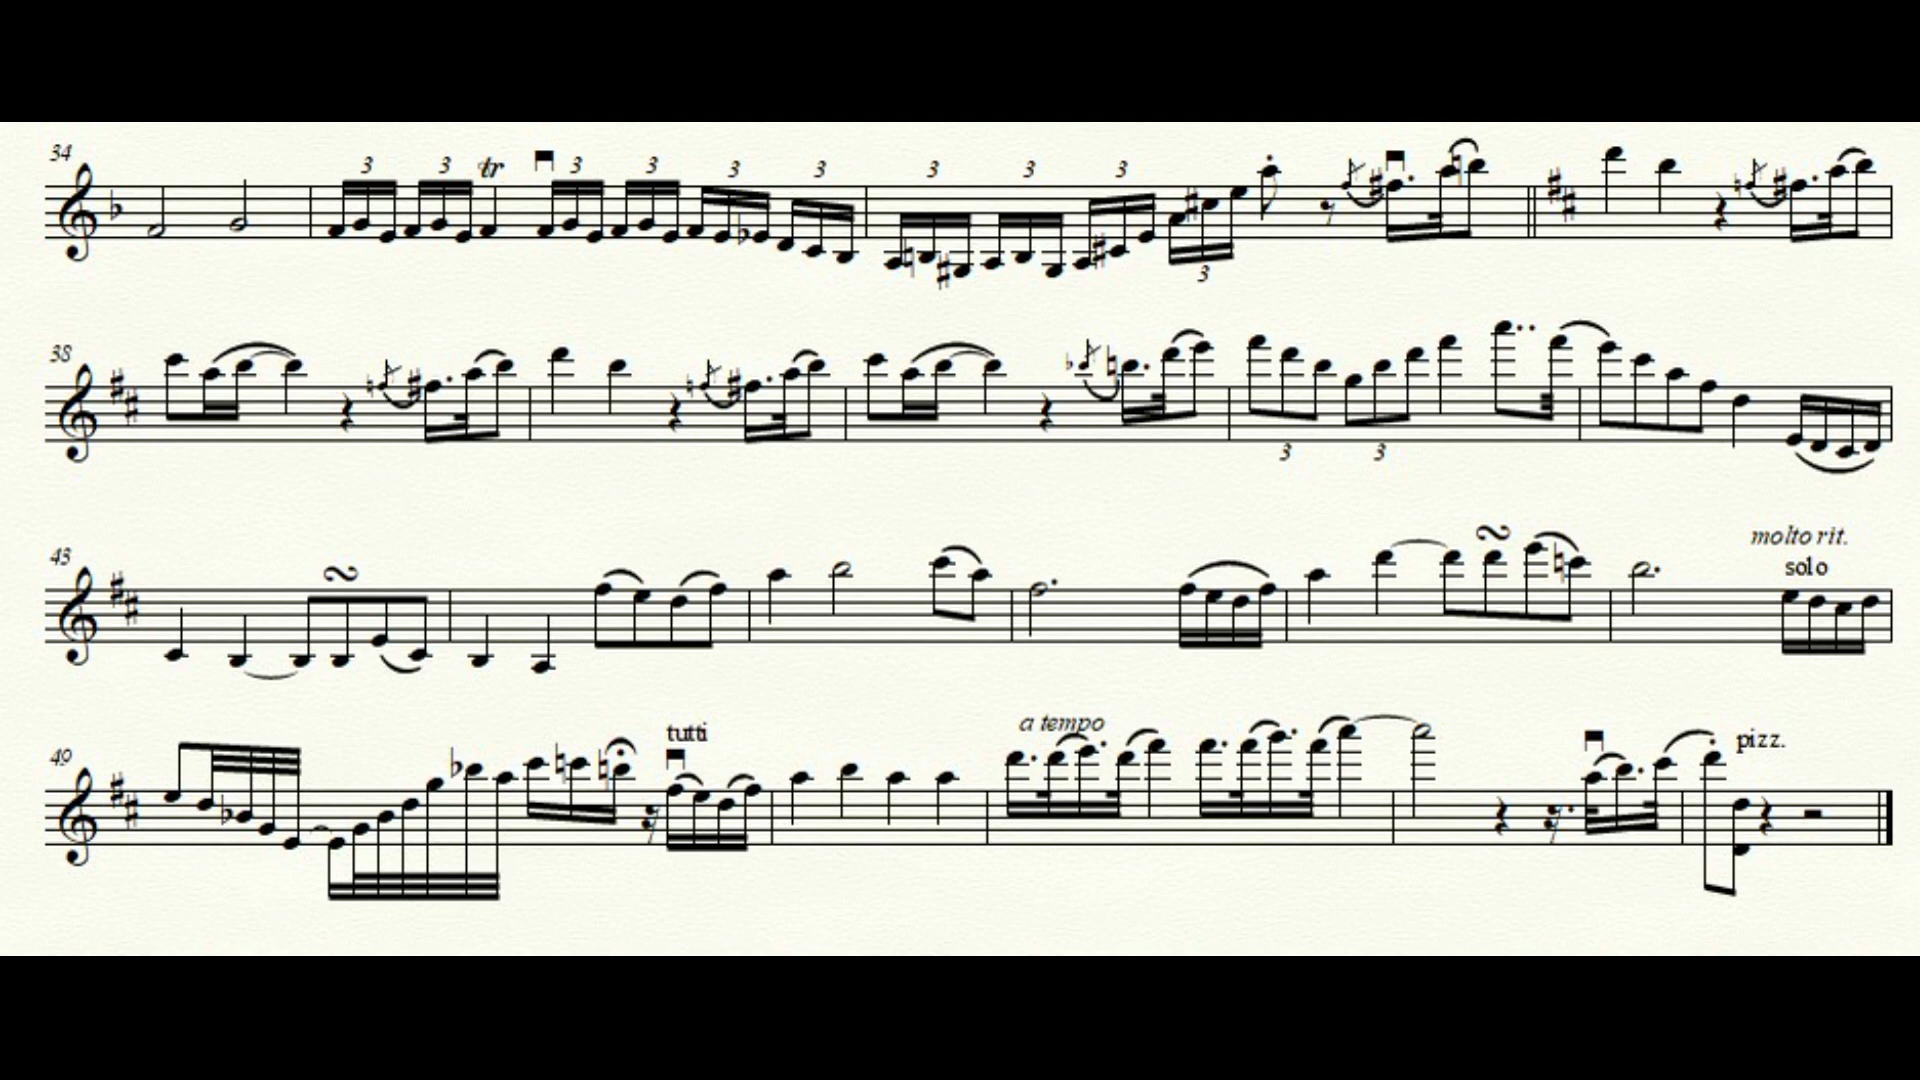 34
3 3 tr 3 3 3 3 3 3 3
3
38
3 3
molto rit.
43
solo
tutti
a tempo
49
pizz.